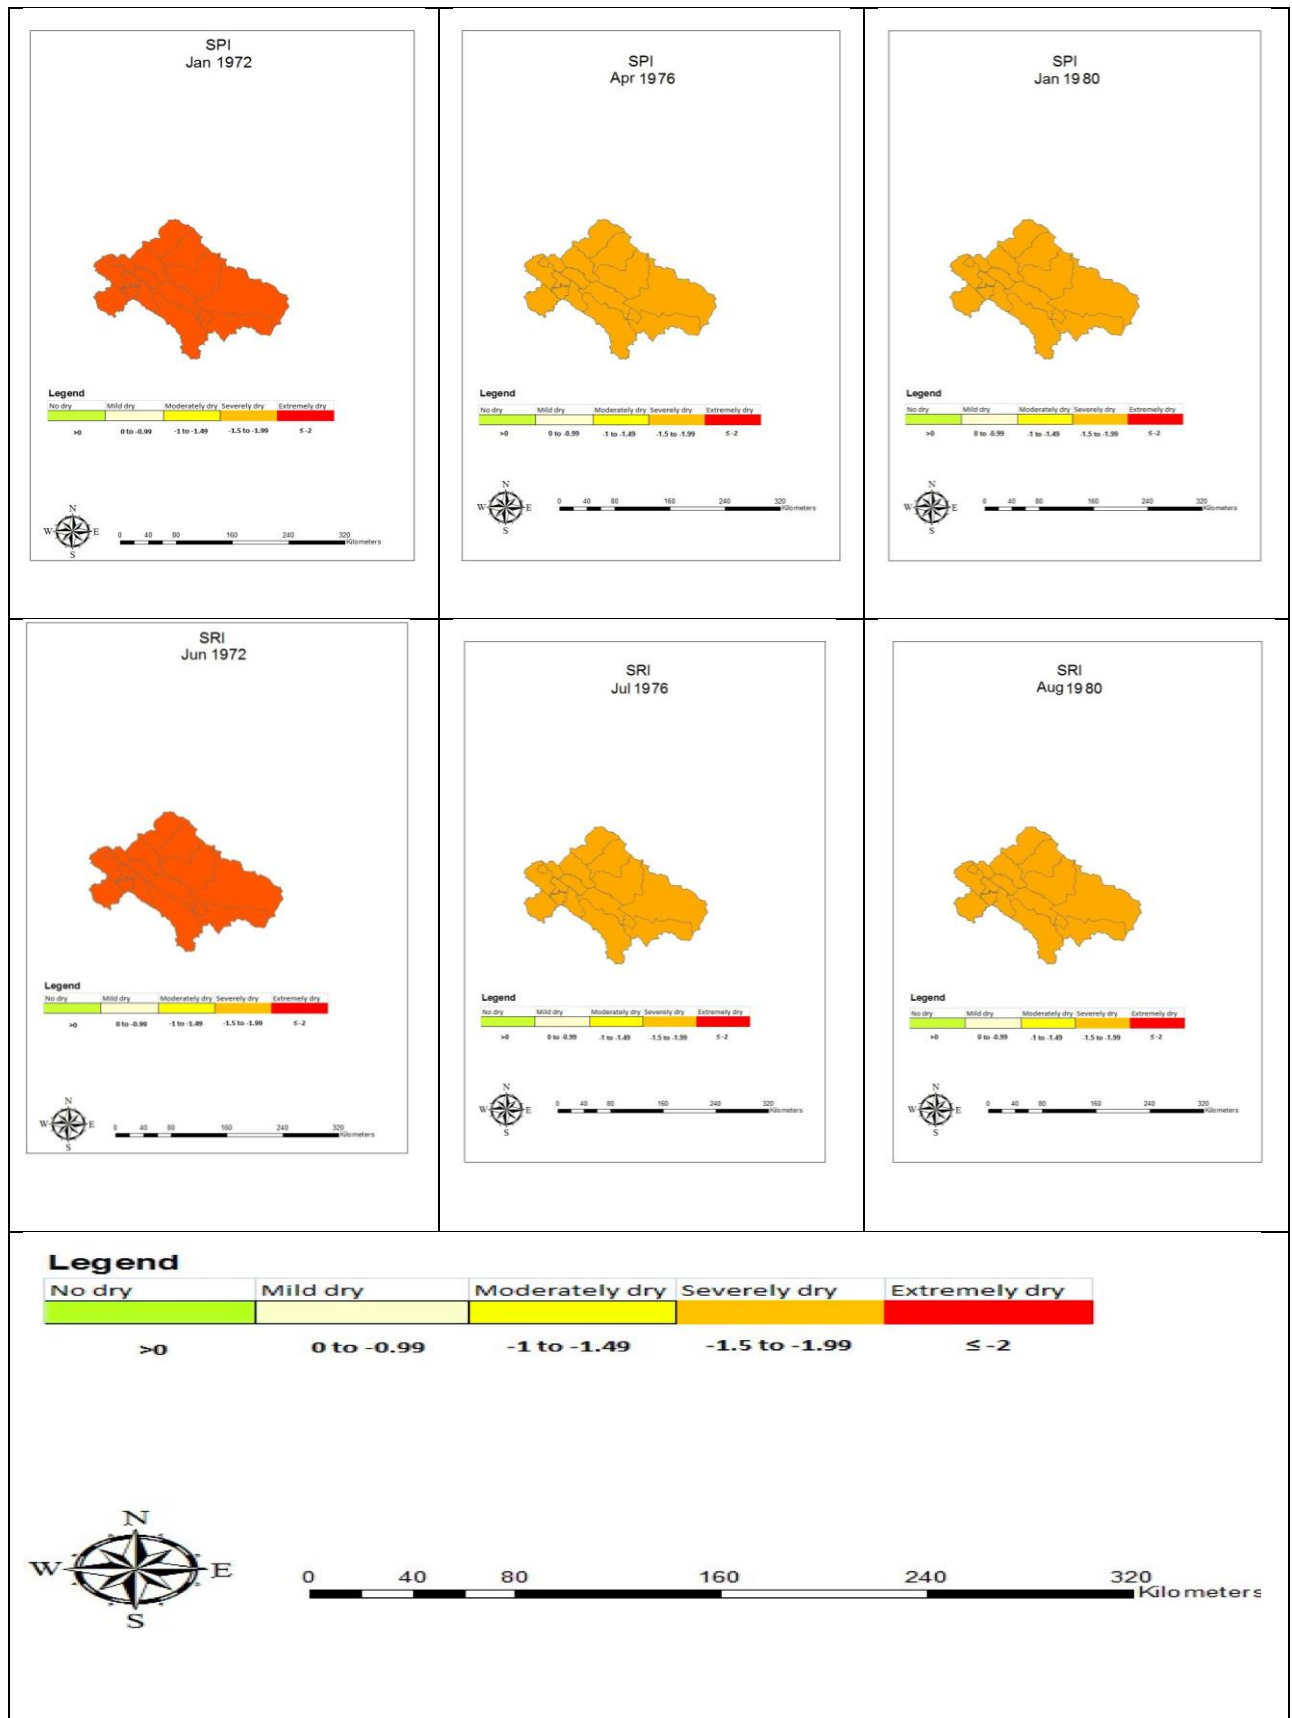 SPI
Jan 1972
Legend
No dry Mild dry Moderately dry Severely dry Extremely dry
>0 0 to -0.99 -1 to -1.49 -1.5 to -1.99 ≤ -2
N
W E
S
0 40 80 160 240 320
Kilometers
SPI
Apr 1976
Legend
No dry Mild dry Moderately dry Severely dry Extremely dry
>0 0 to -0.99 -1 to -1.49 -1.5 to -1.99 ≤ -2
N
W E
S
0 40 80 160 240 320
Kilometers
SPI
Jan 1980
Legend
No dry Mild dry Moderately dry Severely dry Extremely dry
>0 0 to -0.99 -1 to -1.49 -1.5 to -1.99 ≤ -2
N
W E
S
0 40 80 160 240 320
Kilometers
SRI
Jun 1972
Legend
No dry Mild dry Moderately dry Severely dry Extremely dry
>0 0 to -0.99 -1 to -1.49 -1.5 to -1.99 ≤ -2
N
W E
S
0 40 80 160 240 320
Kilometers
SRI
Jul 1976
Legend
No dry Mild dry Moderately dry Severely dry Extremely dry
>0 0 to -0.99 -1 to -1.49 -1.5 to -1.99 ≤ -2
N
W E
S
0 40 80 160 240 320
Kilometers
SRI
Aug 1980
Legend
No dry Mild dry Moderately dry Severely dry Extremely dry
>0 0 to -0.99 -1 to -1.49 -1.5 to -1.99 ≤ -2
N
W E
S
0 40 80 160 240 320
Kilometers
Legend
No dry Mild dry Moderately dry Severely dry Extremely dry
>0 0 to -0.99 -1 to -1.49 -1.5 to -1.99 ≤ -2
N
W E
S
0 40 80 160 240 320
Kilometers